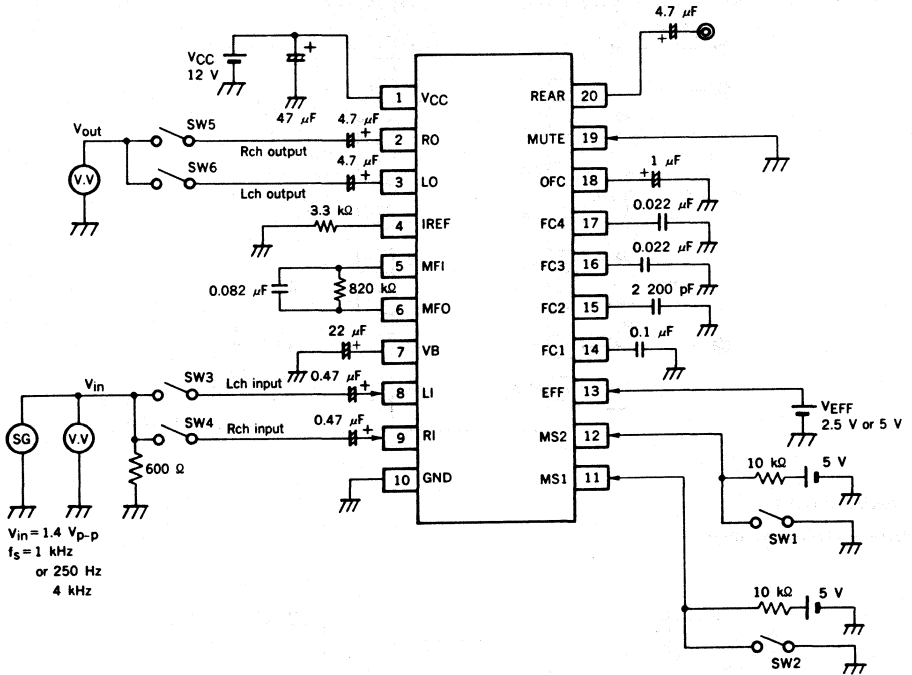 4.7 μF
VCC
12 V
47 μF
1 VCC
REAR 20
Vout
SW5
4.7 μF
Rch output
2 RO
MUTE 19
V.V
SW6
4.7 μF
Lch output
3 LO
OFC 18
1 μF
3.3 kΩ
4 IREF
FC4 17
0.022 μF
5 MFI
FC3 16
0.022 μF
0.082 μF
820 kΩ
6 MFO
FC2 15
2 200 pF
22 μF
7 VB
FC1 14
0.1 μF
Vin
SW3
Lch input
0.47 μF
8 LI
EFF 13
VEFF
2.5 V or 5 V
SG
V.V
SW4
Rch input
0.47 μF
9 RI
MS2 12
600 Ω
10 GND
MS1 11
10 kΩ
5 V
SW1
Vin=1.4 Vp-p
fs=1 kHz
or 250 Hz
4 kHz
10 kΩ
5 V
SW2